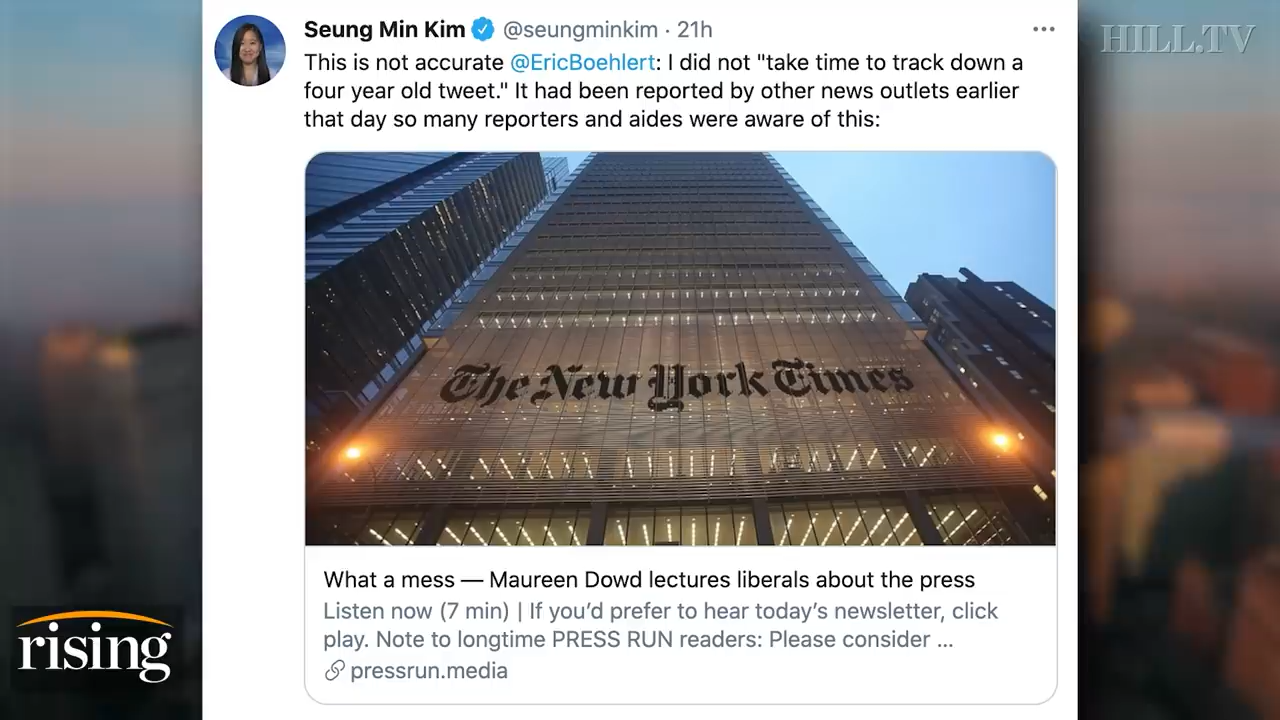 Seung Min Kim @seungminkim · 21h
HILL.TV
This is not accurate @EricBoehlert: I did not "take time to track down a
four year old tweet." It had been reported by other news outlets earlier
that day so many reporters and aides were aware of this:
The New York Times
What a mess — Maureen Dowd lectures liberals about the press
Listen now (7 min) | If you’d prefer to hear today’s newsletter, click
play. Note to longtime PRESS RUN readers: Please consider ...
pressrun.media
rising